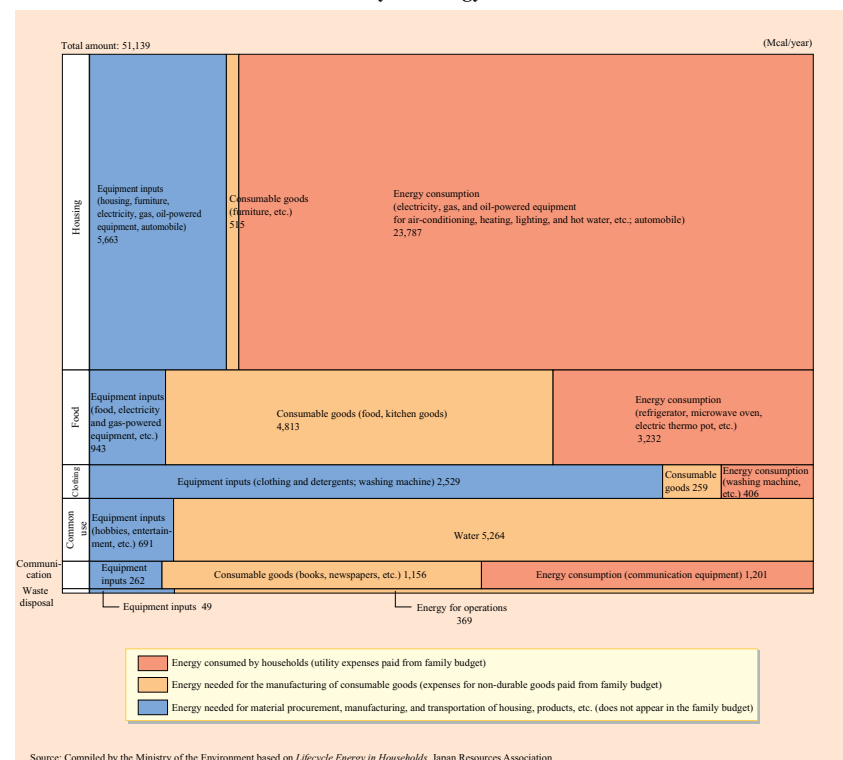 Total amount: 51,139
(Mcal/year)
Housing
Equipment inputs
(housing, furniture,
electricity, gas, oil-powered
equipment, automobile)
5,663
Consumable goods
(furniture, etc.)
515
Energy consumption
(electricity, gas, and oil-powered equipment
for air-conditioning, heating, lighting, and hot water, etc.; automobile)
23,787
Food
Equipment inputs
(food, electricity
and gas-powered
equipment, etc.)
943
Consumable goods (food, kitchen goods)
4,813
Energy consumption
(refrigerator, microwave oven,
electric thermo pot, etc.)
3,232
Clothing
Equipment inputs (clothing and detergents; washing machine) 2,529
Consumable
goods 259
Energy consumption
(washing machine,
etc.) 406
Common
use
Equipment inputs
(hobbies, entertain-
ment, etc.) 691
Water 5,264
Communi-
cation
Equipment
inputs 262
Consumable goods (books, newspapers, etc.) 1,156
Energy consumption (communication equipment) 1,201
Waste
disposal
Equipment inputs 49
Energy for operations
369
Energy consumed by households (utility expenses paid from family budget)
Energy needed for the manufacturing of consumable goods (expenses for non-durable goods paid from family budget)
Energy needed for material procurement, manufacturing, and transportation of housing, products, etc. (does not appear in the family budget)
Source: Compiled by the Ministry of the Environment based on Lifecycle Energy in Households, Japan Resources Association